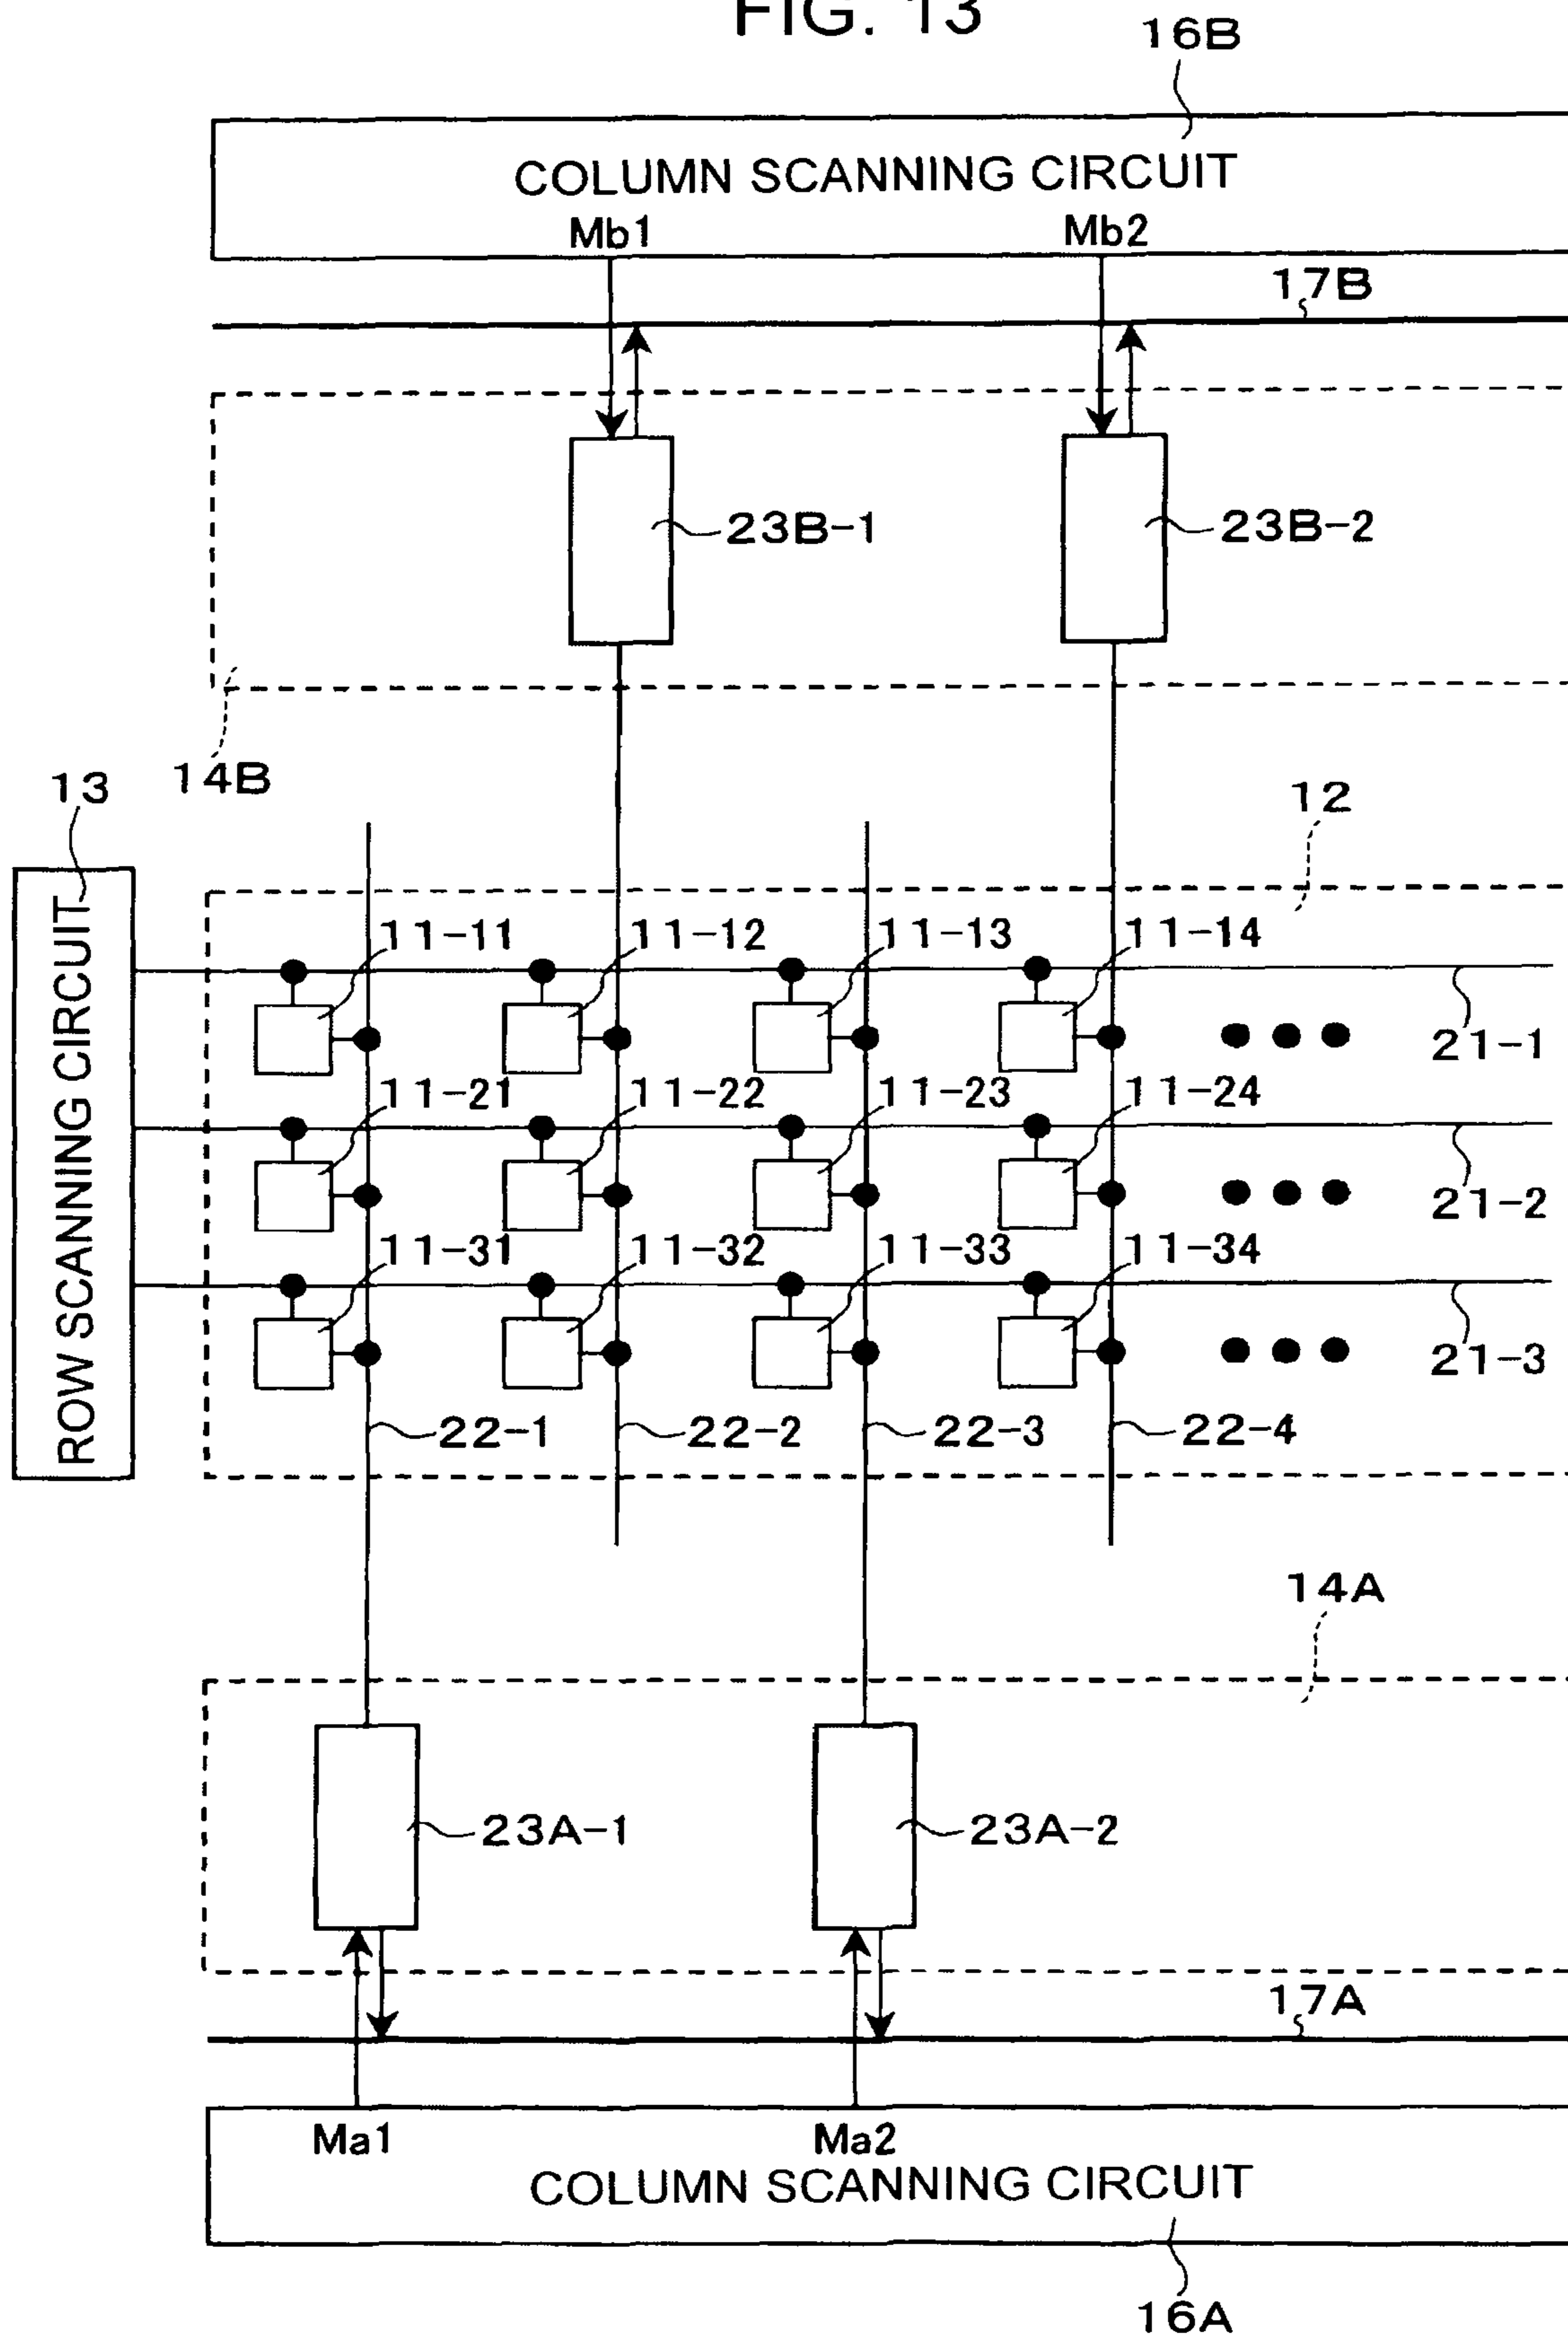 FIG. 13
16B
COLUMN SCANNING CIRCUIT
Mb1 Mb2
17B
23B-1 23B-2
14B
13
12
ROW SCANNING CIRCUIT
11-11 11-12 11-13 11-14
21-1
11-21 11-22 11-23 11-24
21-2
11-31 11-32 11-33 11-34
21-3
22-1 22-2 22-3 22-4
14A
23A-1 23A-2
17A
Ma1 Ma2
COLUMN SCANNING CIRCUIT
16A